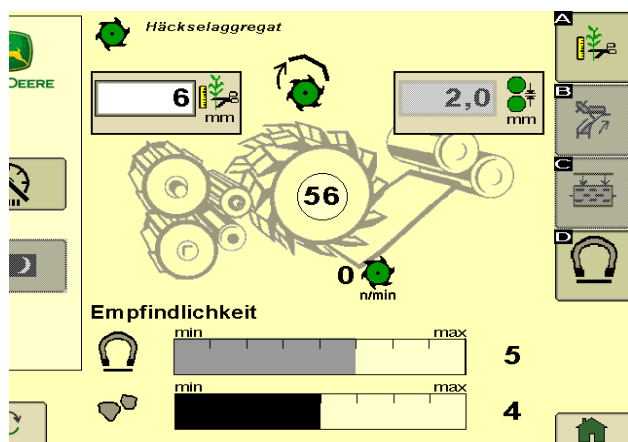 Häckselaggregat
A
DEERE
6
mm
2,0
mm
B
C
56
D
0
n/min
Empfindlichkeit
min max
5
min max
4